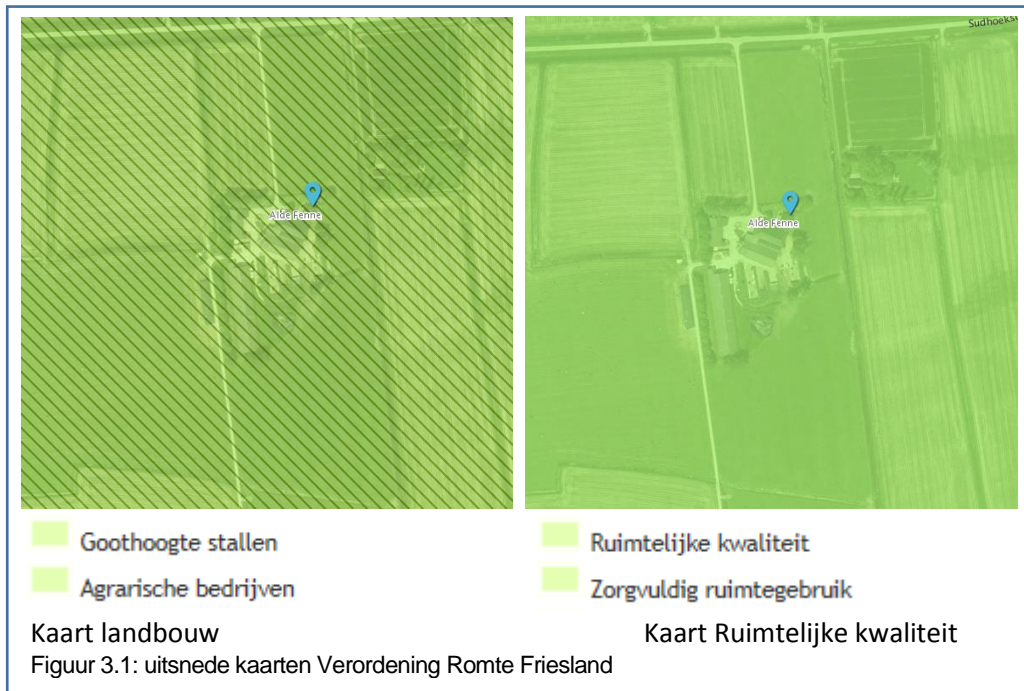 Sudhoeks
Alde Fenne
Alde Fenne
Goothoogte stallen
Agrarische bedrijven
Ruimtelijke kwaliteit
Zorgvuldig ruimtegebruik
Kaart landbouw
Kaart Ruimtelijke kwaliteit
Figuur 3.1: uitsnede kaarten Verordening Romte Friesland